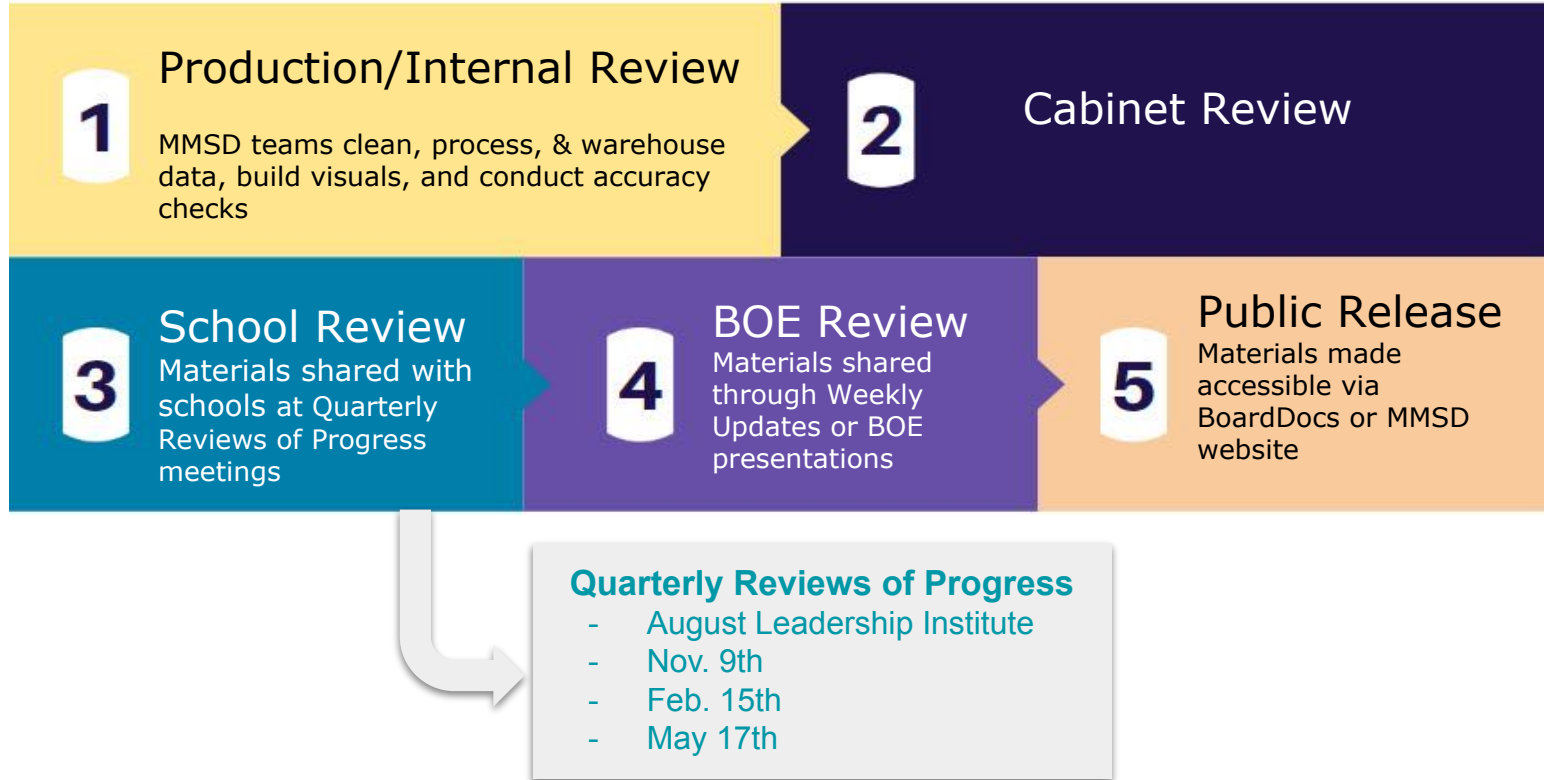 1
Production/Internal Review
MMSD teams clean, process, & warehouse
data, build visuals, and conduct accuracy
checks
2
Cabinet Review
3
School Review
Materials shared with
schools at Quarterly
Reviews of Progress
meetings
4
BOE Review
Materials shared
through Weekly
Updates or BOE
presentations
5
Public Release
Materials made
accessible via
BoardDocs or MMSD
website
Quarterly Reviews of Progress
- August Leadership Institute
- Nov. 9th
- Feb. 15th
- May 17th